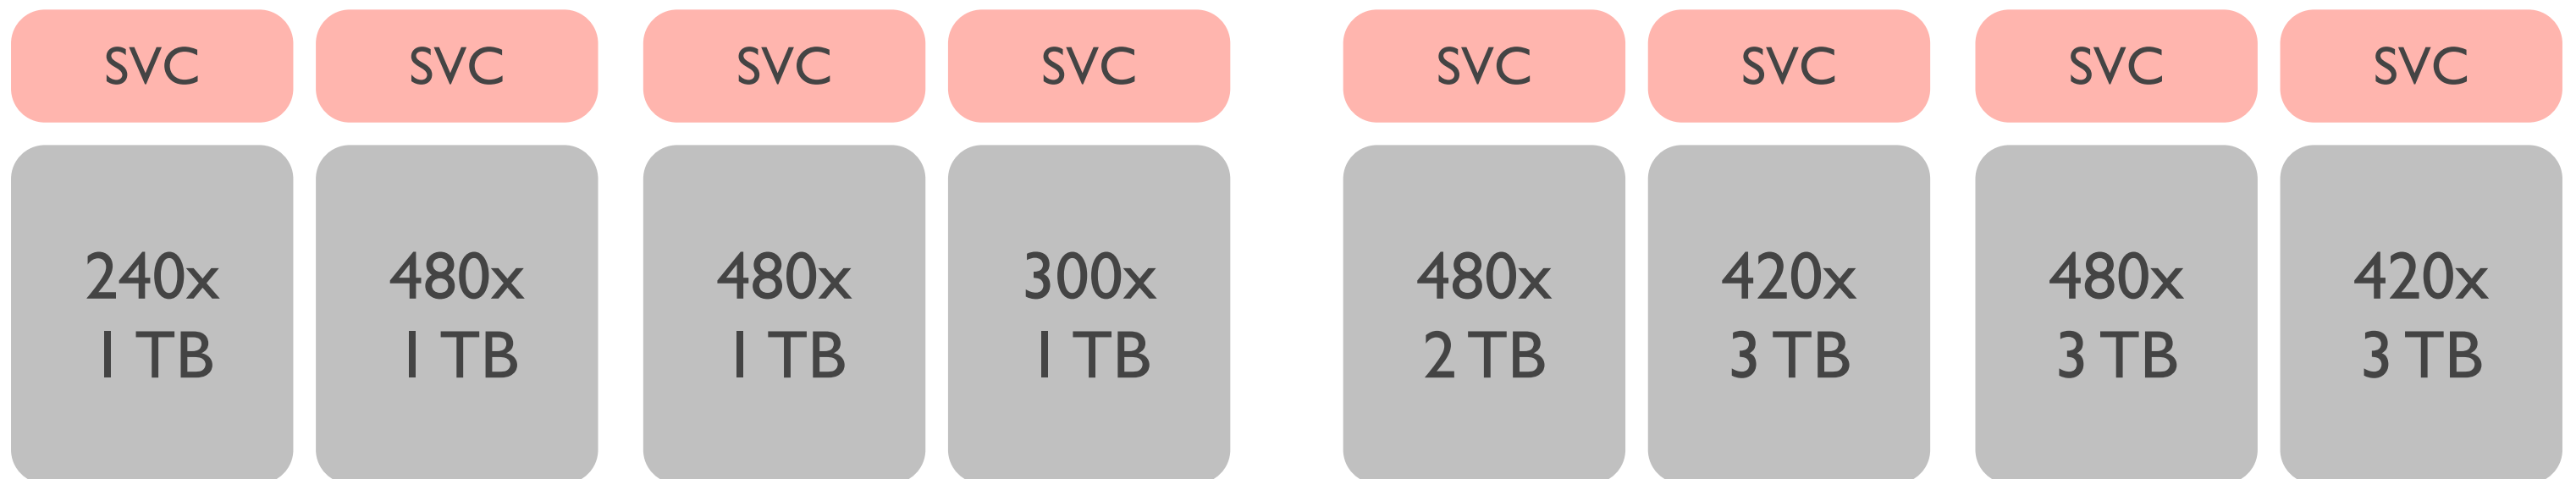 SVC SVC SVC SVC SVC SVC SVC SVC
240x 480x 480x 300x 480x 420x 480x 420x
1 TB 1 TB 1 TB 1 TB 2 TB 3 TB 3 TB 3 TB